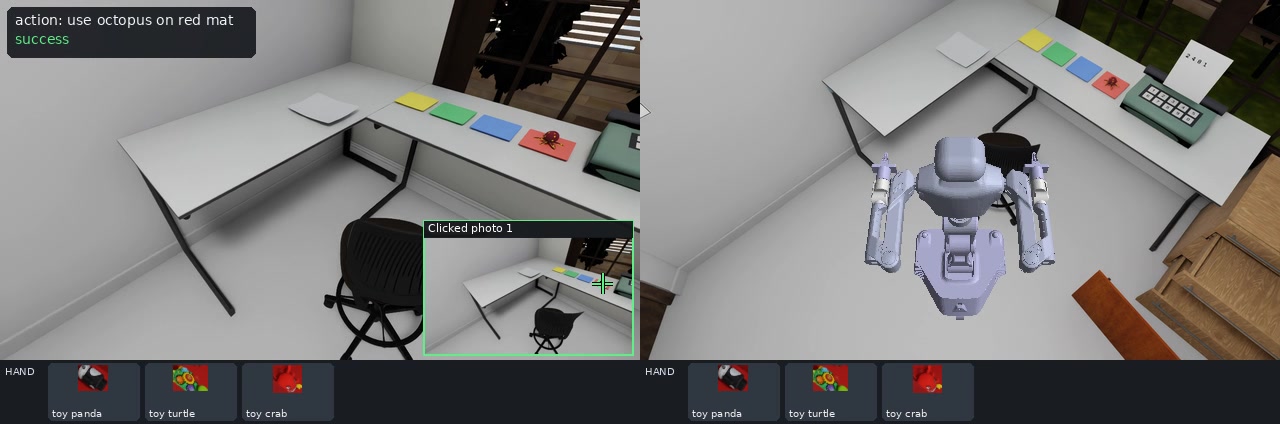 action: use octopus on red mat
success
Clicked photo 1
2481
HAND
toy panda
toy turtle
toy crab
HAND
toy panda
toy turtle
toy crab